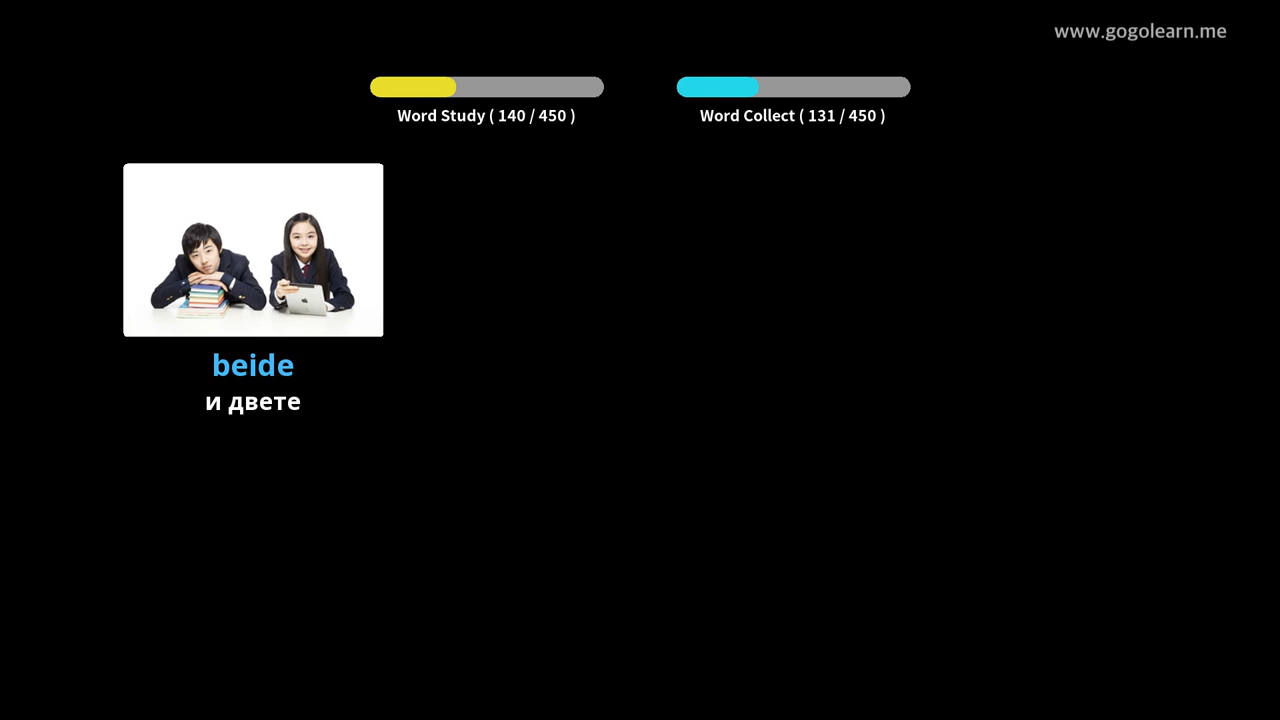 www.gogolearn.me
Word Study ( 140 / 450 )
Word Collect ( 131 / 450 )
beide
и двете